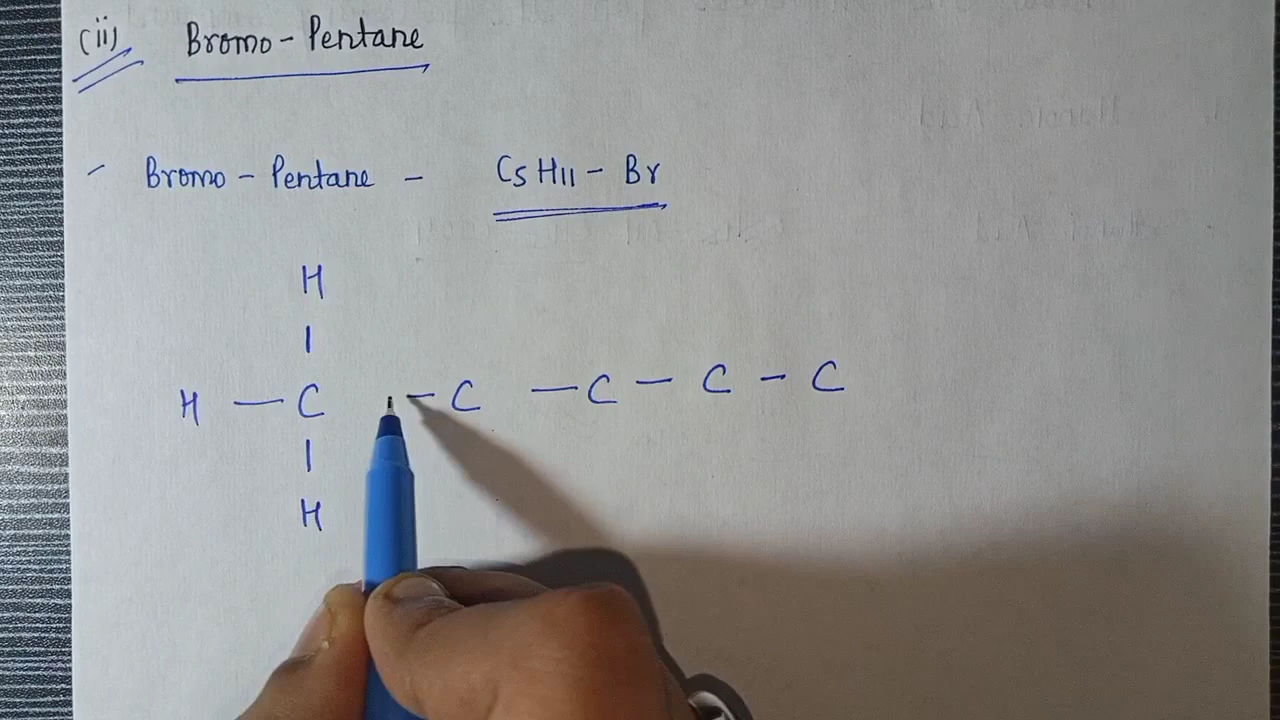 (ii) Bromo - Pentane
- Bromo - Pentane - C5H11 - Br
H
|
H — C — C — C — C — C
|
H